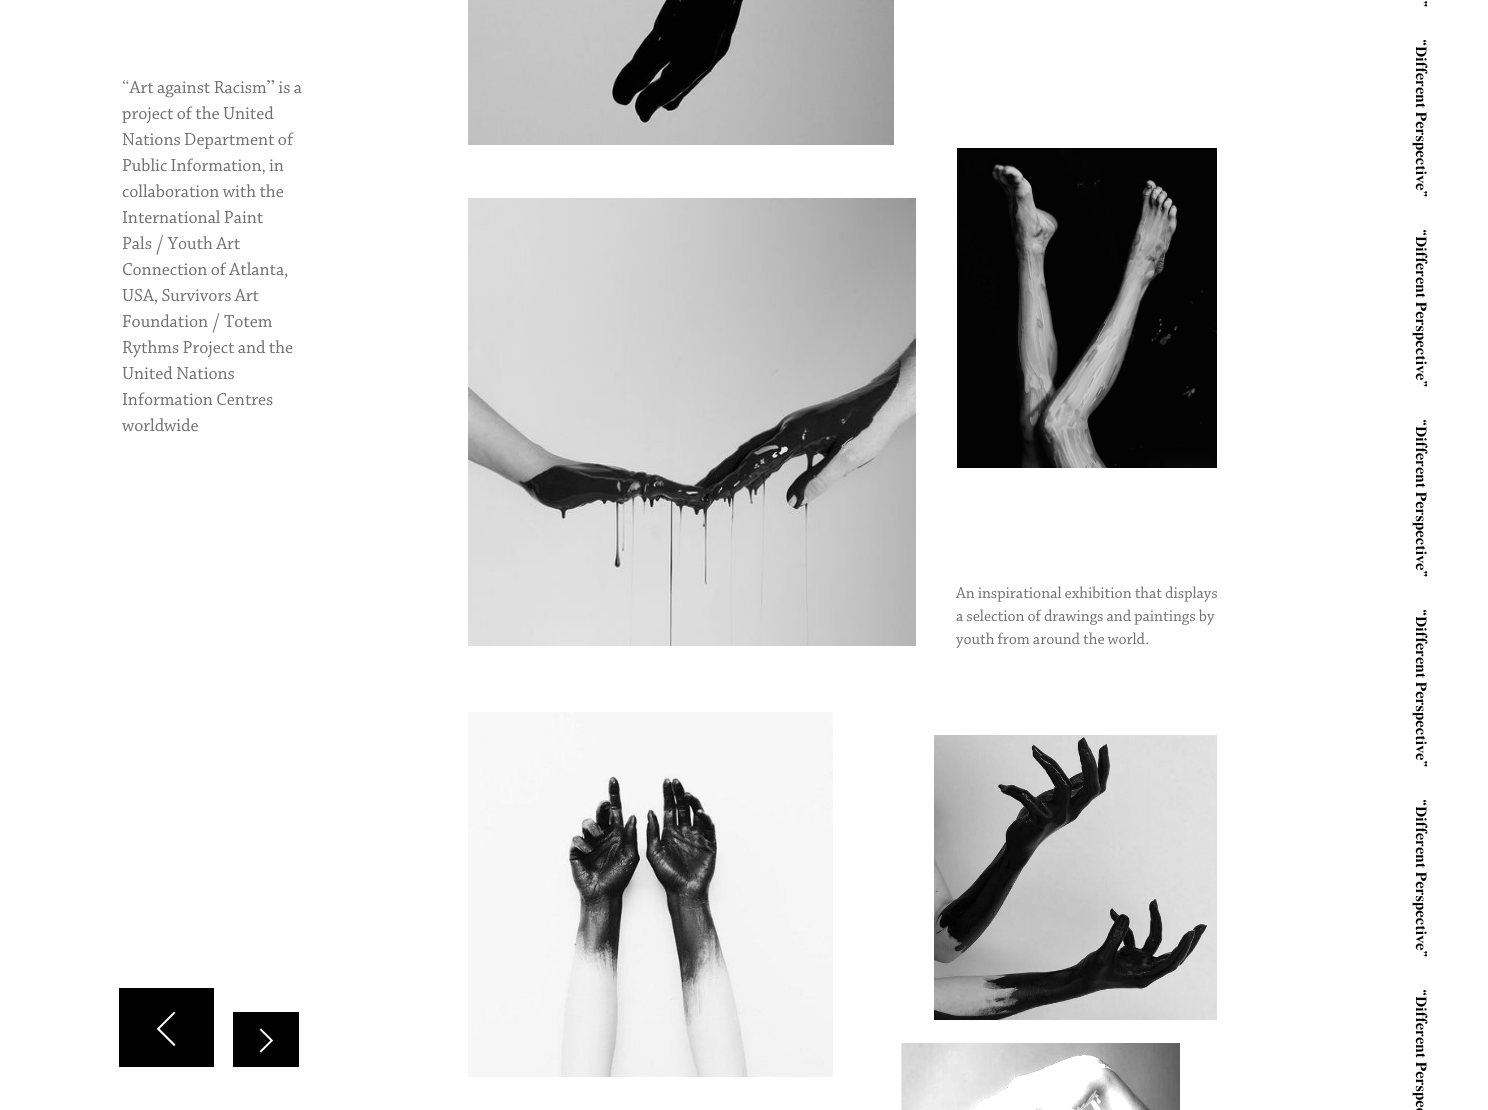 “Art against Racism” is a
project of the United
Nations Department of
Public Information, in
collaboration with the
International Paint
Pals / Youth Art
Connection of Atlanta,
USA, Survivors Art
Foundation / Totem
Rythms Project and the
United Nations
Information Centres
worldwide
An inspirational exhibition that displays
a selection of drawings and paintings by
youth from around the world.
“Different Perspective”
“Different Perspective”
“Different Perspective”
“Different Perspective”
“Different Perspective”
“Different